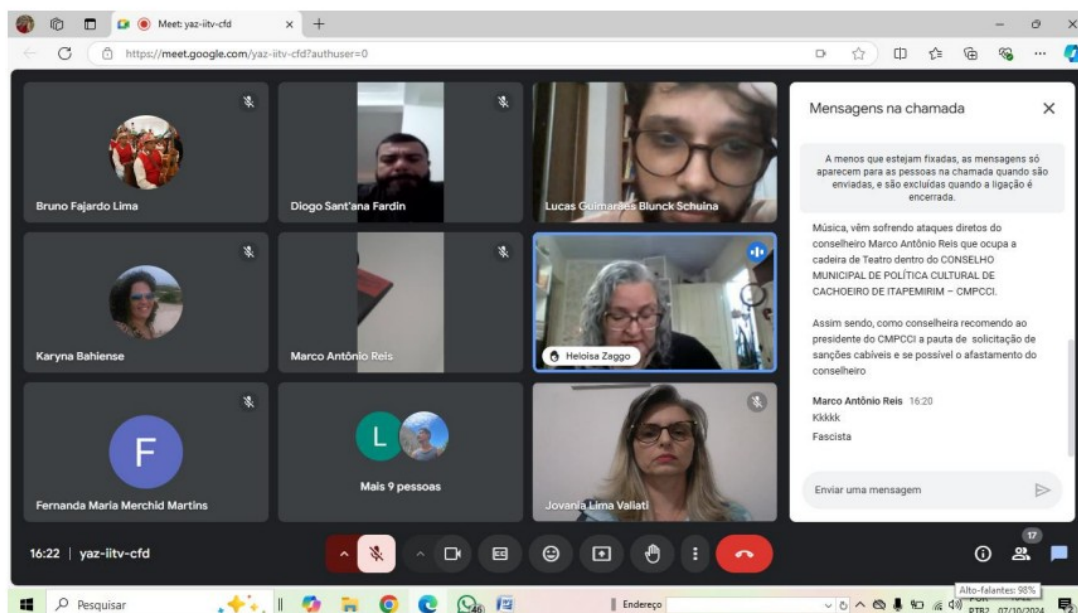 Meet: yaz-iitv-cfd
https://meet.google.com/yaz-iitv-cfd?authuser=0
Bruno Fajardo Lima
Diogo Sant'ana Fardin
Lucas Guimarães Blunck Schuina
Karyna Bahiense
Marco Antônio Reis
Heloisa Zaggo
F
Fernanda Maria Merchid Martins
L
Mais 9 pessoas
Jovania Lima Valiati
Mensagens na chamada
A menos que estejam fixadas, as mensagens só
aparecem para as pessoas na chamada quando são
enviadas, e são excluídas quando a ligação é
encerrada.
Música, vêm sofrendo ataques diretos do
conselheiro Marco Antônio Reis que ocupa a
cadeira de Teatro dentro do CONSELHO
MUNICIPAL DE POLÍTICA CULTURAL DE
CACHOEIRO DE ITAPEMIRIM – CMPCCI.
Assim sendo, como conselheira recomendo ao
presidente do CMPCCI a pauta de solicitação de
sanções cabíveis e se possível o afastamento do
conselheiro
Marco Antônio Reis 16:20
Kkkkk
Fascista
Enviar uma mensagem
16:22 | yaz-iitv-cfd
17
Alto-falantes: 98%
Pesquisar
46
Endereço
PTB2 07/10/2024